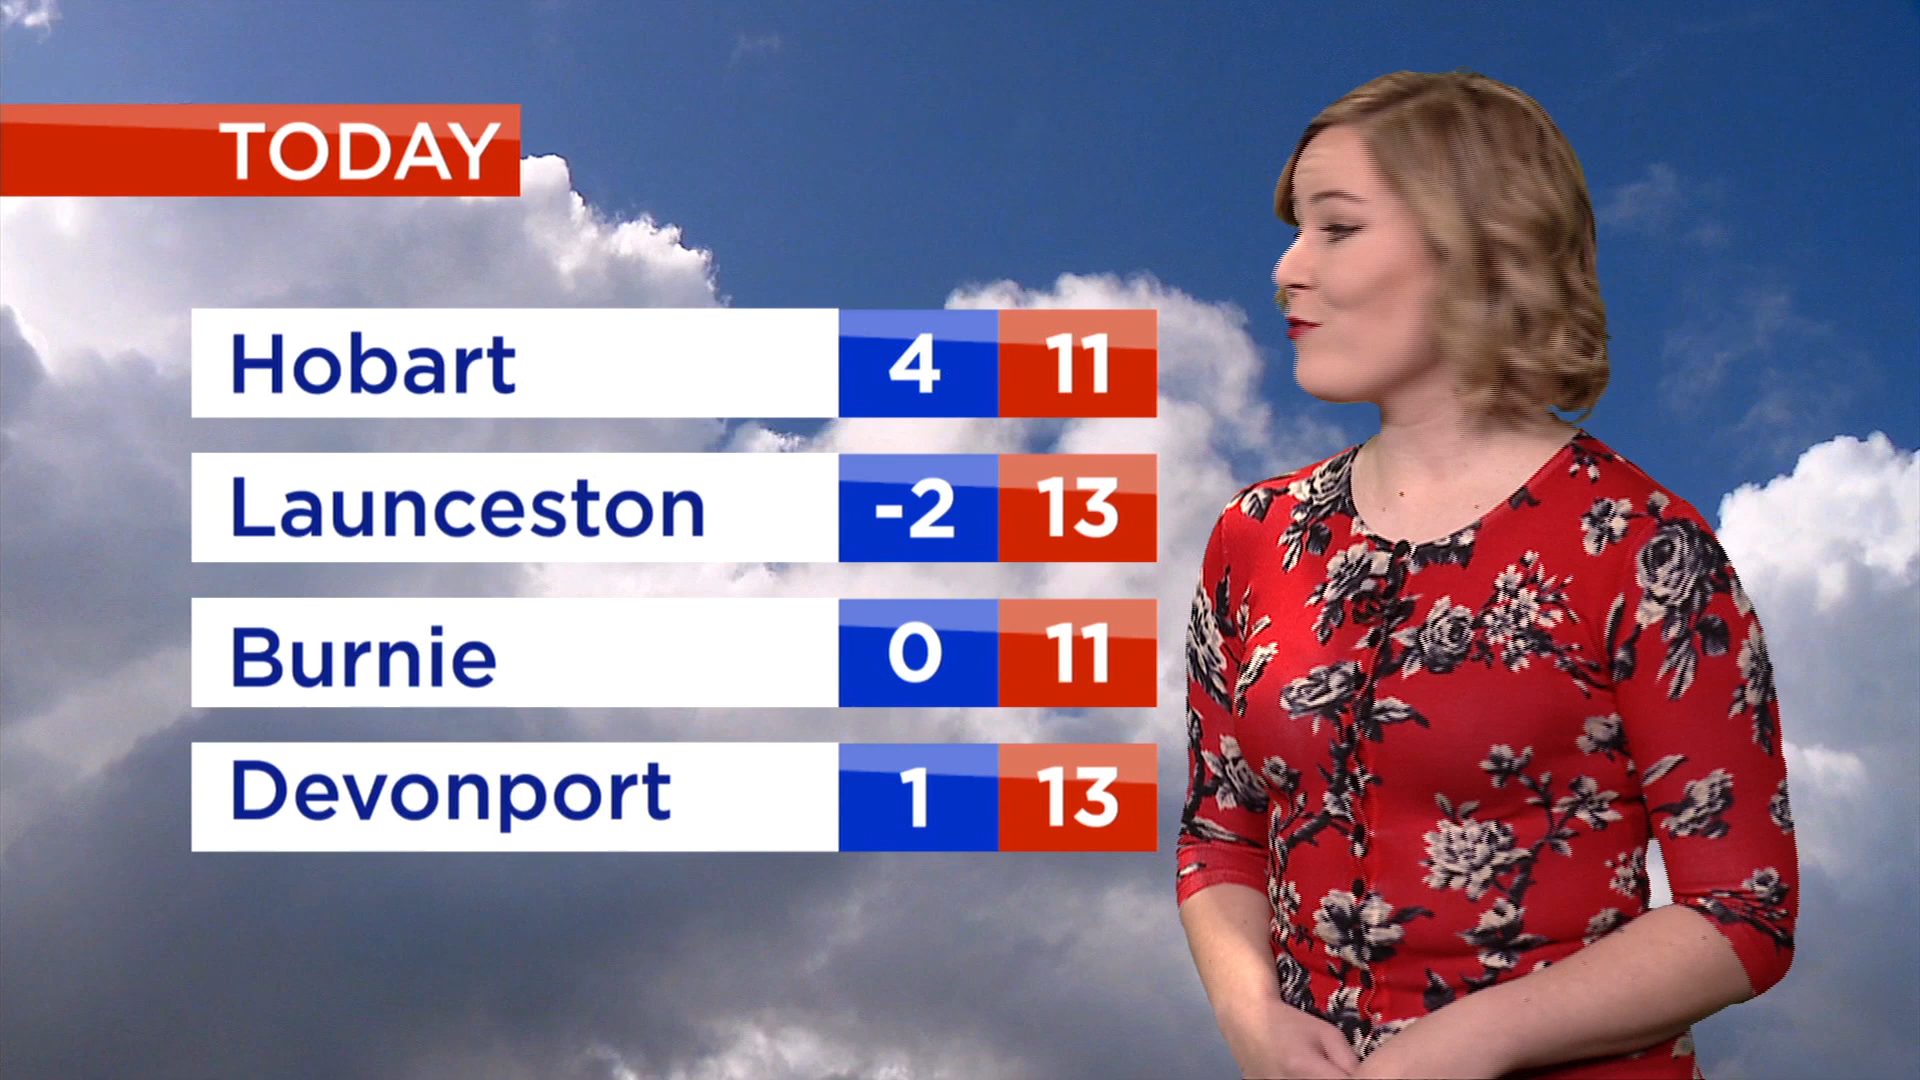 TODAY
Hobart 4 11
Launceston -2 13
Burnie 0 11
Devonport 1 13